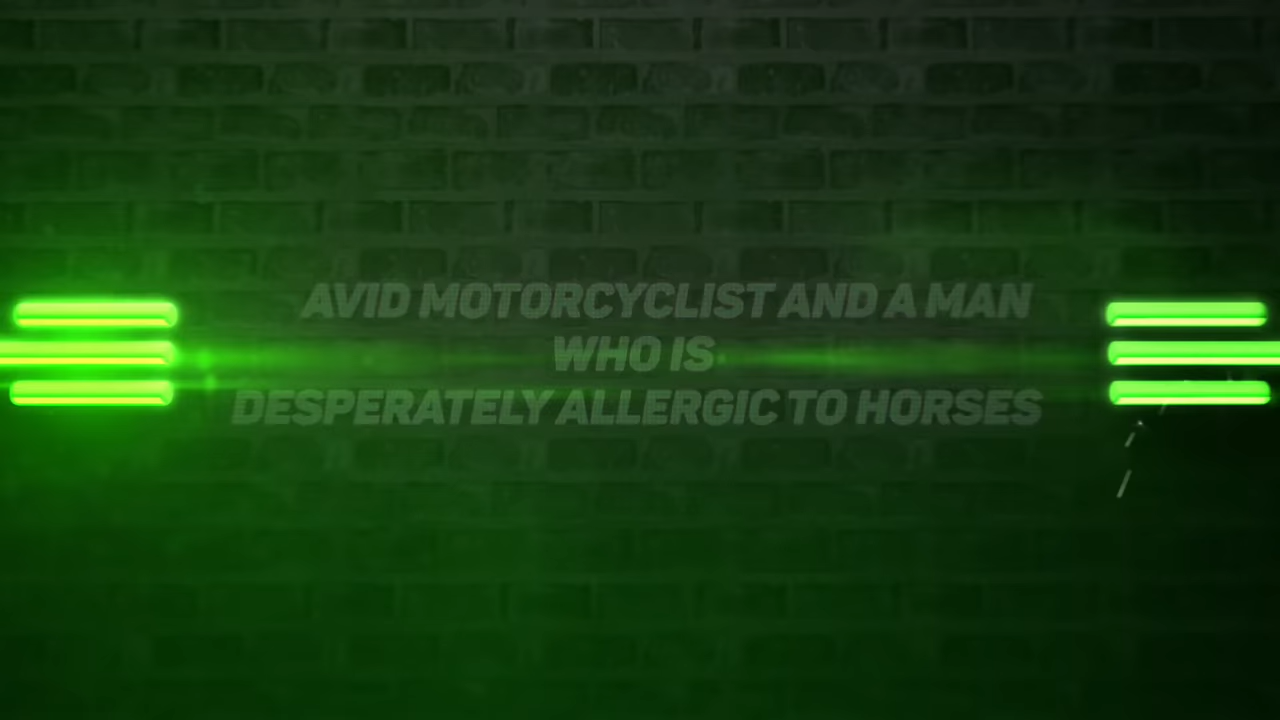 AVID MOTORCYCLIST AND A MAN
WHO IS
DESPERATELY ALLERGIC TO HORSES